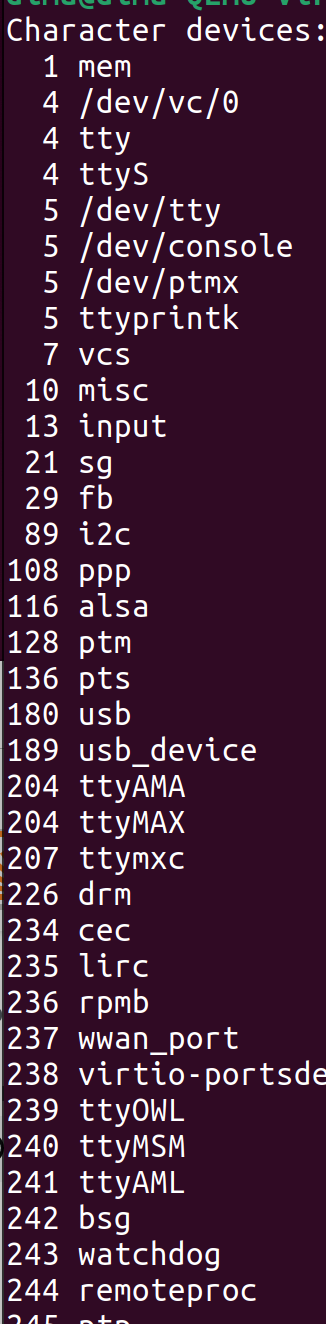 Character devices:
1 mem
4 /dev/vc/0
4 tty
4 ttyS
5 /dev/tty
5 /dev/console
5 /dev/ptmx
5 ttyprintk
7 vcs
10 misc
13 input
21 sg
29 fb
89 i2c
108 ppp
116 alsa
128 ptm
136 pts
180 usb
189 usb_device
204 ttyAMA
204 ttyMAX
207 ttymxc
226 drm
234 cec
235 lirc
236 rpmb
237 wwan_port
238 virtio-portsde
239 ttyOWL
240 ttyMSM
241 ttyAML
242 bsg
243 watchdog
244 remoteproc